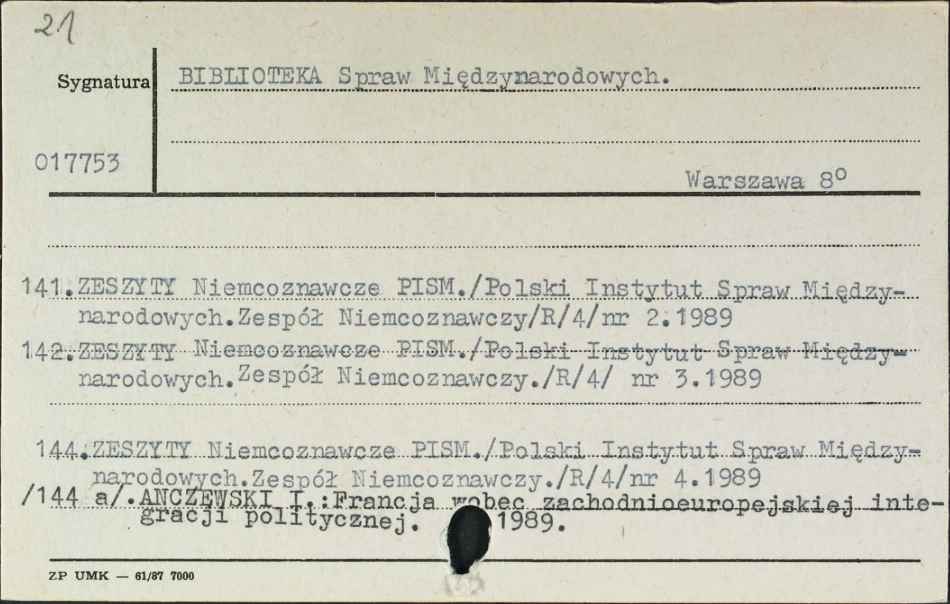 21
Sygnatura BIBLIOTEKA Spraw Międzynarodowych.
017753
Warszawa 8°
141.ZESZYTY Niemcoznawcze PISM./Polski Instytut Spraw Między-
narodowych.Zespół Niemcoznawczy/R/4/nr 2.1989
142.ZESZYTY Niemcoznawcze PISM./Polski Instytut Spraw Między-
narodowych.Zespół Niemcoznawczy./R/4/ nr 3.1989
144.ZESZYTY Niemcoznawcze PISM./Polski Instytut Spraw Między-
narodowych.Zespół Niemcoznawczy./R/4/nr 4.1989
/144 a/.ANCZEWSKI I.:Francja wobec zachodnioeuropejskiej inte-
gracji politycznej. 1989.
ZP UMK — 61/87 7000